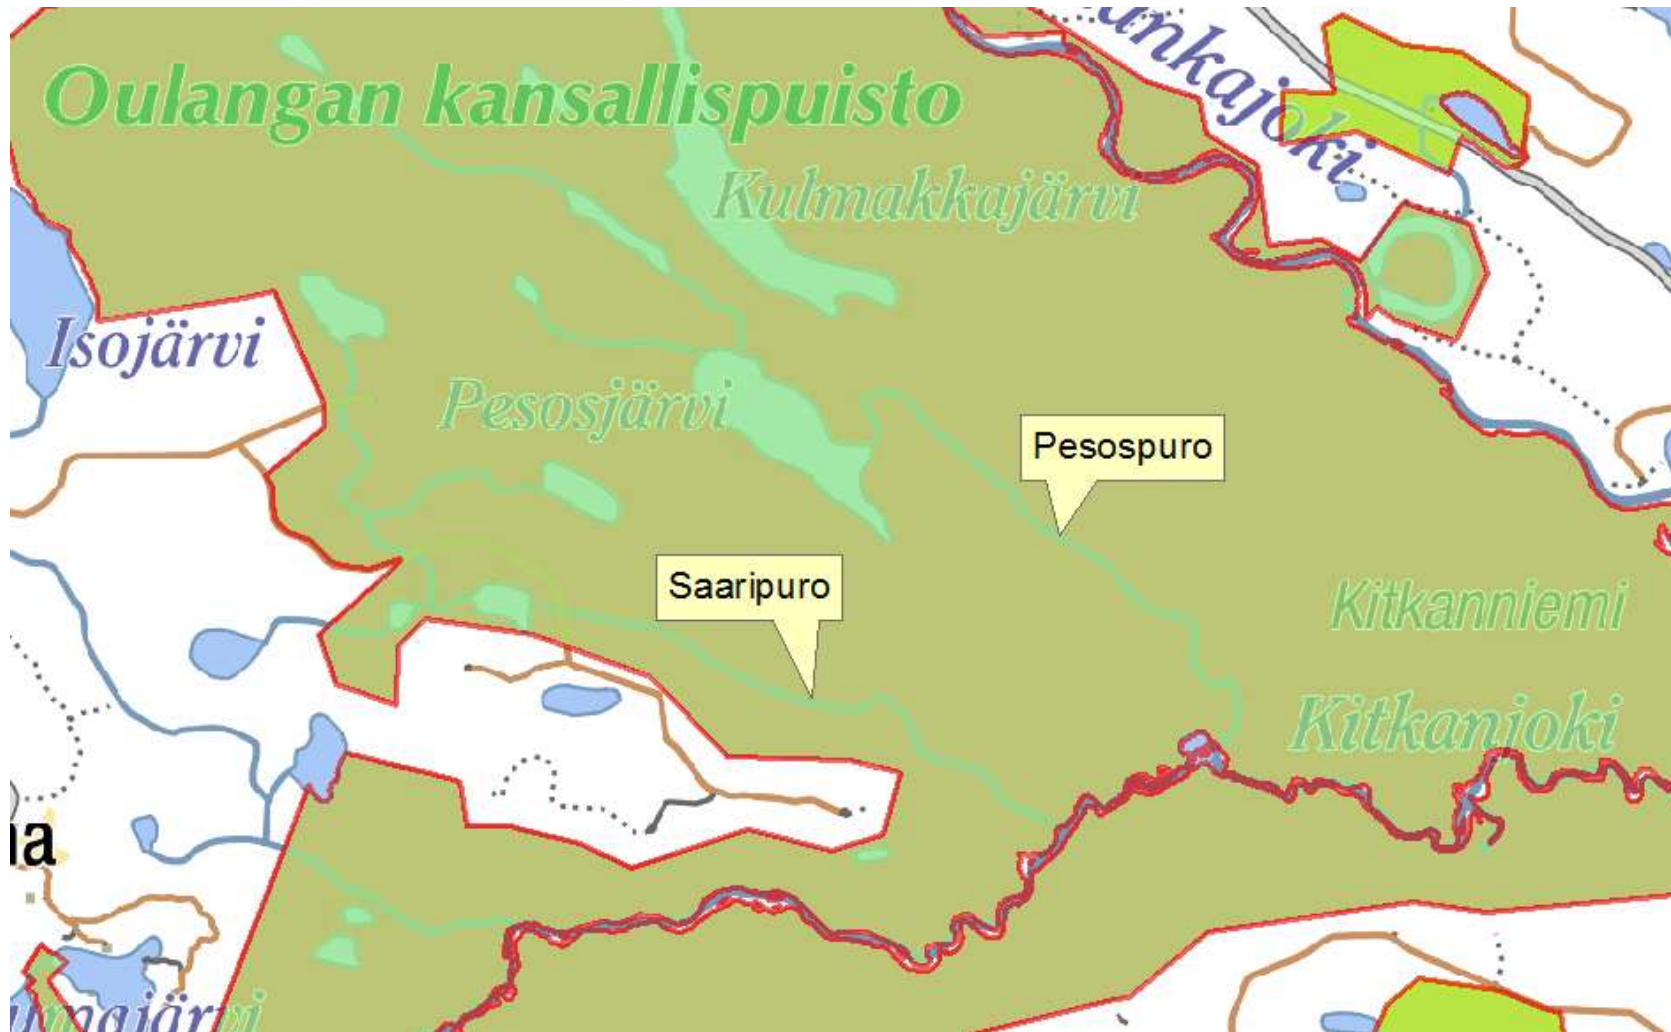 Oulangan kansallispuisto
Kulmakkajärvi
Isojärvi
Pesosjärvi
Pesospuro
Saaripuro
Kitkanniemi
Kitkanjoki